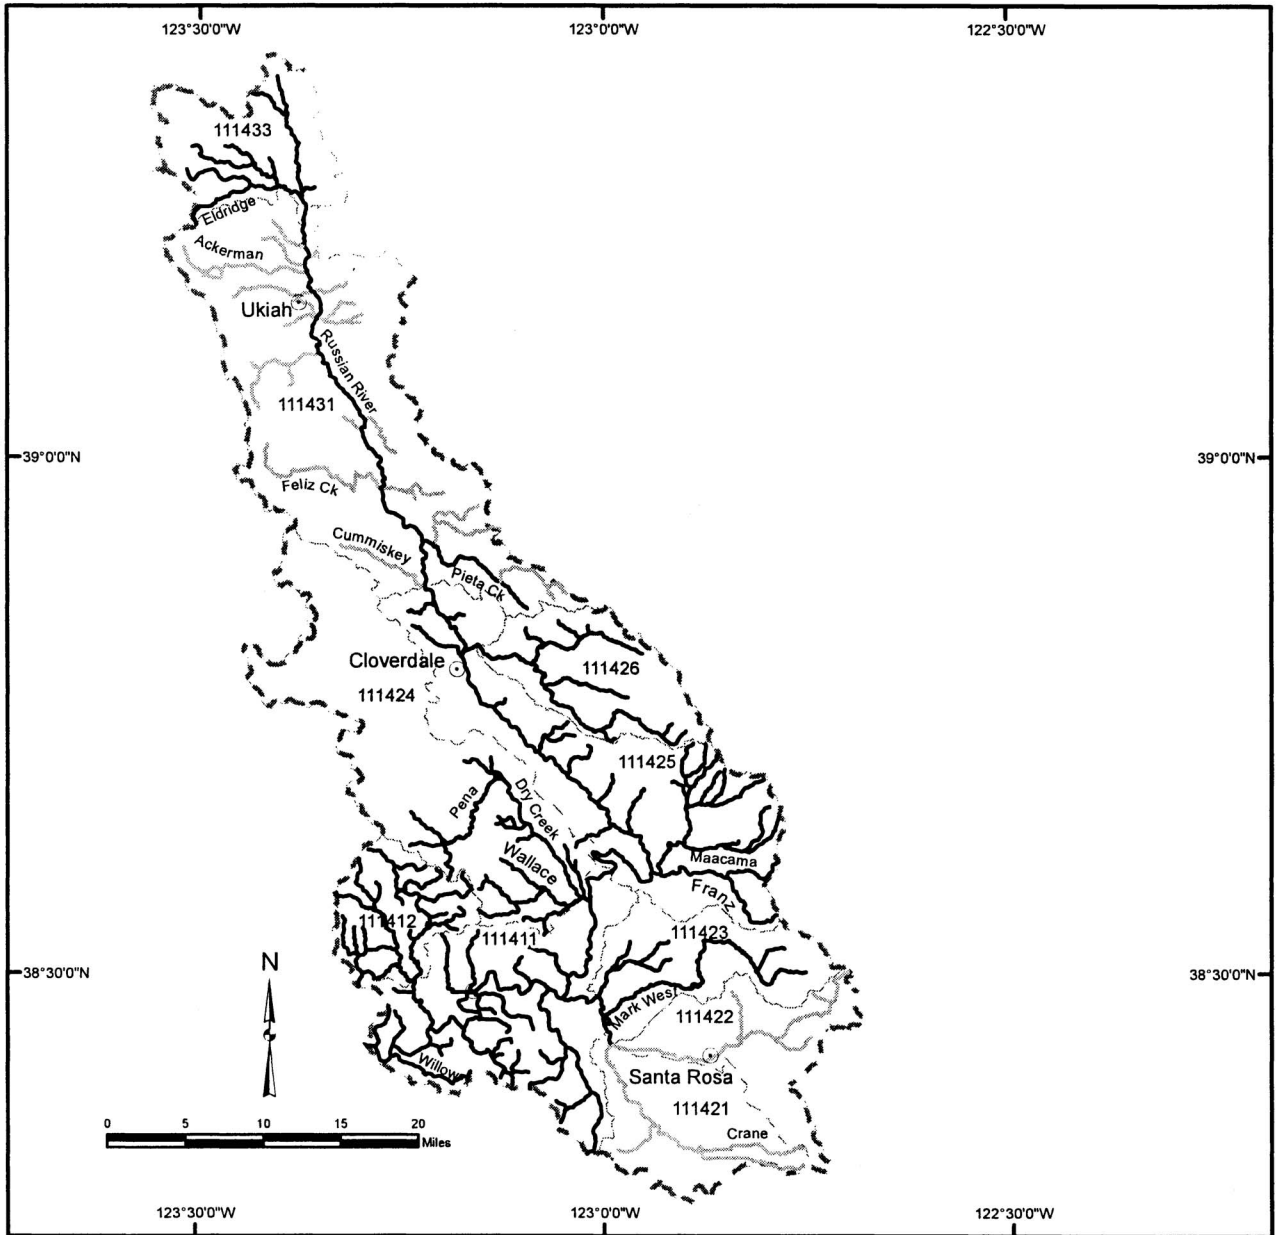 123°30'0"W
123°0'0"W
122°30'0"W
111433
Eldridge
Ackerman
Ukiah
Russian River
111431
39°0'0"N
39°0'0"N
Feliz Ck
Cummiskey
Pieta Ck
Cloverdale
111426
111424
111425
Pena
Dry Creek
Wallace
Maacama
Franz
111412
111411
111423
N
38°30'0"N
38°30'0"N
Mark West
111422
Willow
Santa Rosa
111421
0 5 10 15 20
Miles
Crane
123°30'0"W
123°0'0"W
122°30'0"W